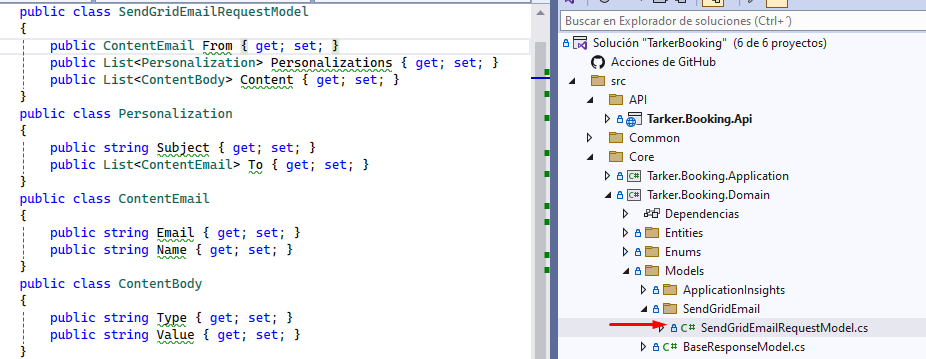 public class SendGridEmailRequestModel
{
public ContentEmail From { get; set; }
public List<Personalization> Personalizations { get; set; }
public List<ContentBody> Content { get; set; }
}
public class Personalization
{
public string Subject { get; set; }
public List<ContentEmail> To { get; set; }
}
public class ContentEmail
{
public string Email { get; set; }
public string Name { get; set; }
}
public class ContentBody
{
public string Type { get; set; }
public string Value { get; set; }
}
Buscar en Explorador de soluciones (Ctrl+´)
Solución "TarkerBooking" (6 de 6 proyectos)
Acciones de GitHub
src
API
Tarker.Booking.Api
Common
Core
C# Tarker.Booking.Application
C# Tarker.Booking.Domain
Dependencias
Entities
Enums
Models
ApplicationInsights
SendGridEmail
C# SendGridEmailRequestModel.cs
C# BaseResponseModel.cs